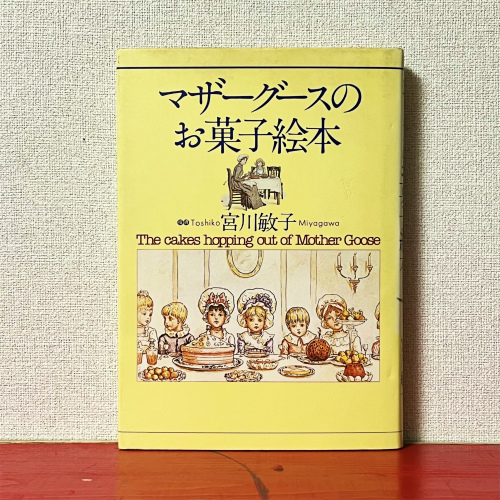 マザーグースの
お菓子絵本
Toshiko 宮川敏子 Miyagawa
The cakes hopping out of Mother Goose